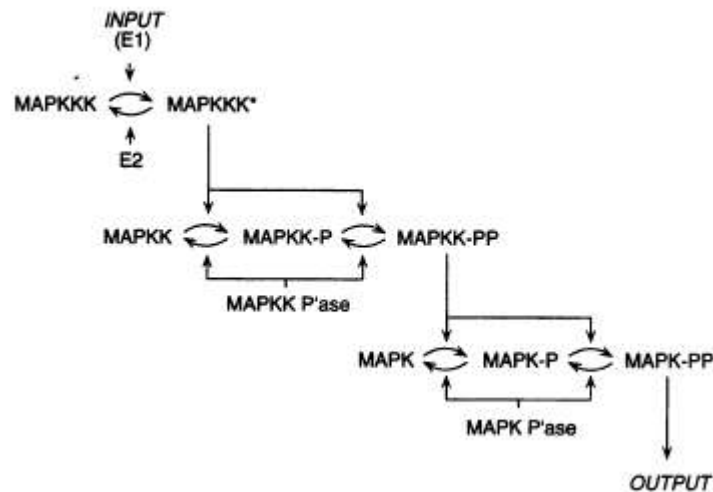 INPUT
(E1)
MAPKKK MAPKKK*
E2
MAPKK MAPKK-P MAPKK-PP
MAPKK P'ase
MAPK MAPK-P MAPK-PP
MAPK P'ase
OUTPUT